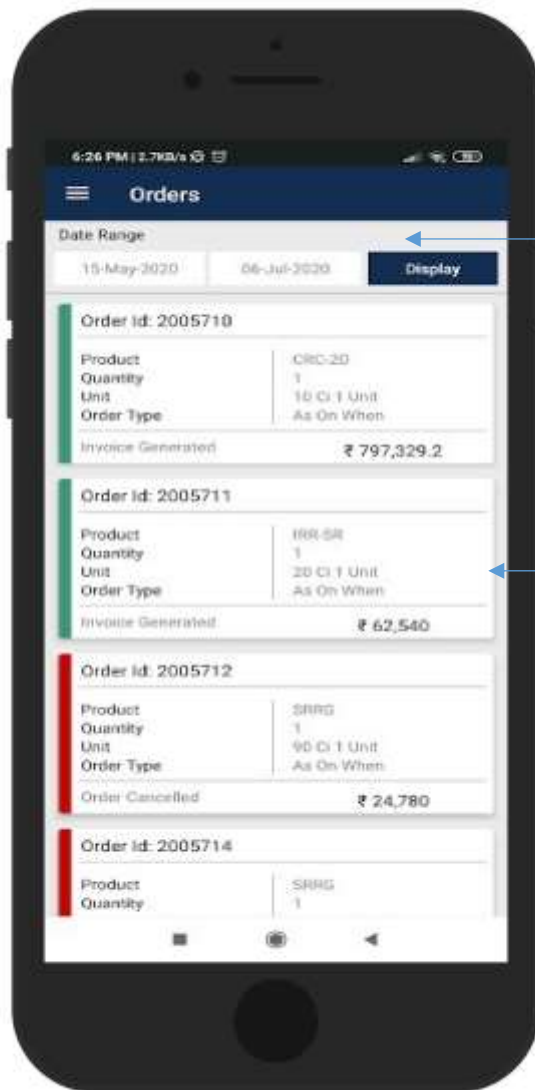 6:26 PM | 2.7KB/s
Orders
Date Range
15-May-2020 06-Jul-2020 Display
Order Id: 2005710
Product CRC-20
Quantity 1
Unit 10 Ci 1 Unit
Order Type As On When
Invoice Generated ₹ 797,329.2
Order Id: 2005711
Product IRR-SR
Quantity 1
Unit 20 Ci 1 Unit
Order Type As On When
Invoice Generated ₹ 62,540
Order Id: 2005712
Product SRRG
Quantity 1
Unit 90 Ci 1 Unit
Order Type As On When
Order Cancelled ₹ 24,780
Order Id: 2005714
Product SRRG
Quantity 1